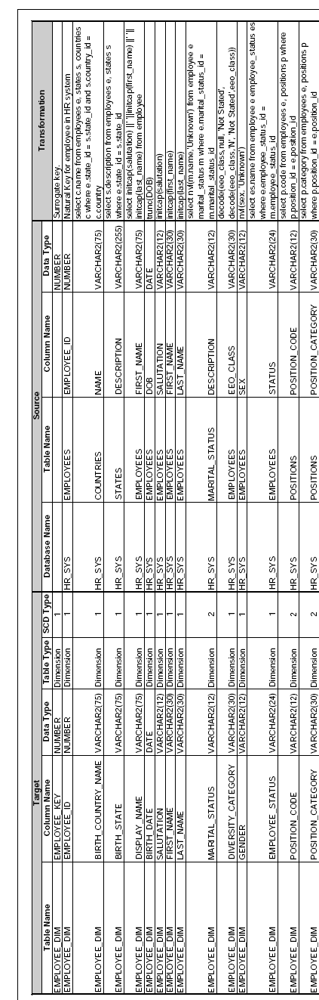 Target Source Transformation
Table Name Column Name Data Type Table Type SCD Type Database Name Table Name Column Name Data Type
EMPLOYEE_DIM EMPLOYEE_KEY NUMBER Dimension 1 NUMBER Surrogate key.
EMPLOYEE_DIM EMPLOYEE_ID NUMBER Dimension 1 HR_SYS EMPLOYEES EMPLOYEE_ID NUMBER Natural Key for employee in HR system
select c.name from employees e, states s, countries
c where e.state_id = s.state_id and s.country_id =
EMPLOYEE_DIM BIRTH_COUNTRY_NAME VARCHAR2(75) Dimension 1 HR_SYS COUNTRIES NAME VARCHAR2(75) c.country
select s.description from employees e, states s
EMPLOYEE_DIM BIRTH_STATE VARCHAR2(75) Dimension 1 HR_SYS STATES DESCRIPTION VARCHAR2(255) where e.state_id = s.state_id
select initcap(salutation) ||' '||initcap(first_name) ||' '||
EMPLOYEE_DIM DISPLAY_NAME VARCHAR2(75) Dimension 1 HR_SYS EMPLOYEES FIRST_NAME VARCHAR2(75) initcap(last_name) from employee
EMPLOYEE_DIM BIRTH_DATE DATE Dimension 1 HR_SYS EMPLOYEES DOB DATE trunc(DOB)
EMPLOYEE_DIM SALUTATION VARCHAR2(12) Dimension 1 HR_SYS EMPLOYEES SALUTATION VARCHAR2(12) initcap(salutation)
EMPLOYEE_DIM FIRST_NAME VARCHAR2(30) Dimension 1 HR_SYS EMPLOYEES FIRST_NAME VARCHAR2(30) initcap(first_name)
EMPLOYEE_DIM LAST_NAME VARCHAR2(30) Dimension 1 HR_SYS EMPLOYEES LAST_NAME VARCHAR2(30) initcap(last_name)
select nvl(m.name,'Unknown') from employee e
marital_status m where e.marital_status_id =
EMPLOYEE_DIM MARITAL_STATUS VARCHAR2(12) Dimension 2 HR_SYS MARITAL_STATUS DESCRIPTION VARCHAR2(12) m.marital_status_id
decode(eeo_class,null, 'Not Stated',
EMPLOYEE_DIM DIVERSITY_CATEGORY VARCHAR2(30) Dimension 1 HR_SYS EMPLOYEES EEO_CLASS VARCHAR2(30) decode(eeo_class,'N', 'Not Stated',eeo_class))
EMPLOYEE_DIM GENDER VARCHAR2(12) Dimension 1 HR_SYS EMPLOYEES SEX VARCHAR2(12) nvl(sex, 'Unknown')
select es.name from employee e employee_status es
where e.employee_status_id =
EMPLOYEE_DIM EMPLOYEE_STATUS VARCHAR2(24) Dimension 1 HR_SYS EMPLOYEES STATUS VARCHAR2(24) m.employee_status_id
select p.code from employees e, positions p where
EMPLOYEE_DIM POSITION_CODE VARCHAR2(12) Dimension 2 HR_SYS POSITIONS POSITION_CODE VARCHAR2(12) p.position_id = e.position_id
select p.category from employees e, positions p
EMPLOYEE_DIM POSITION_CATEGORY VARCHAR2(30) Dimension 2 HR_SYS POSITIONS POSITION_CATEGORY VARCHAR2(30) where p.position_id = e.position_id